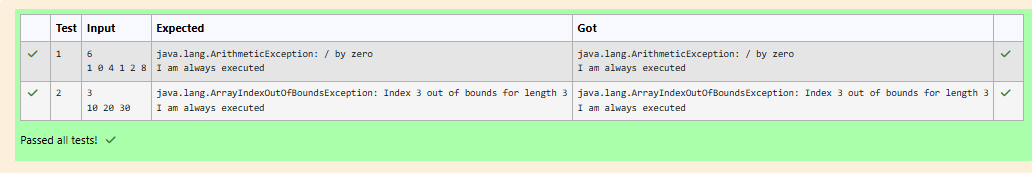 Test Input Expected Got
1 6 java.lang.ArithmeticException: / by zero java.lang.ArithmeticException: / by zero
1 0 4 1 2 8 I am always executed I am always executed
2 3 java.lang.ArrayIndexOutOfBoundsException: Index 3 out of bounds for length 3 java.lang.ArrayIndexOutOfBoundsException: Index 3 out of bounds for length 3
10 20 30 I am always executed I am always executed
Passed all tests!